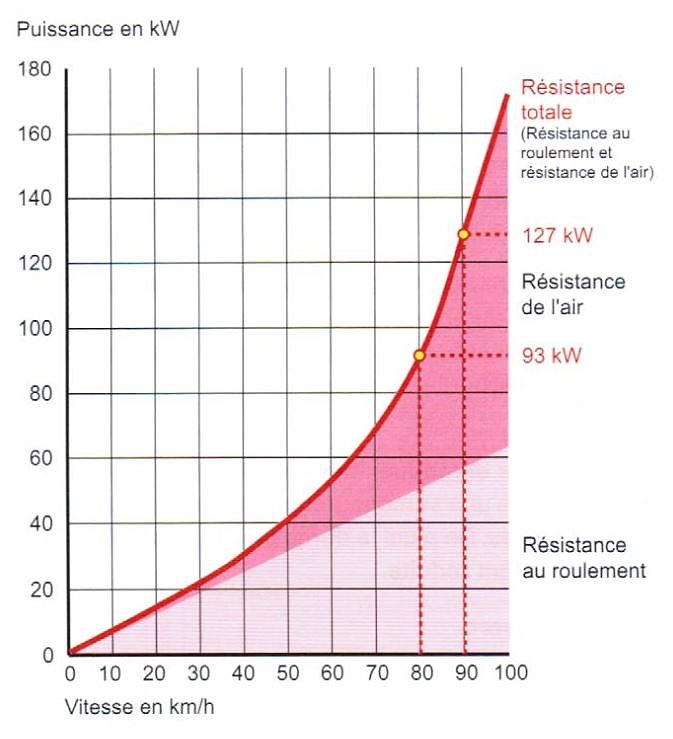 Puissance en kW
180
160
140
120
100
80
60
40
20
0
0 10 20 30 40 50 60 70 80 90 100
Vitesse en km/h
Résistance
totale
(Résistance au
roulement et
résistance de l'air)
127 kW
Résistance
de l'air
93 kW
Résistance
au roulement